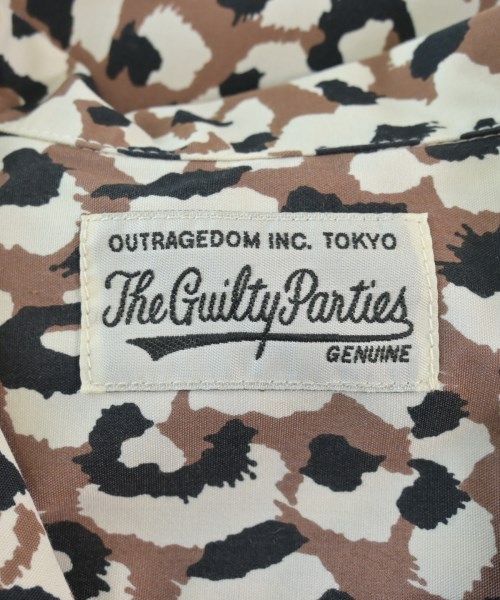 OUTRAGEDOM INC. TOKYO
The Guilty Parties
GENUINE